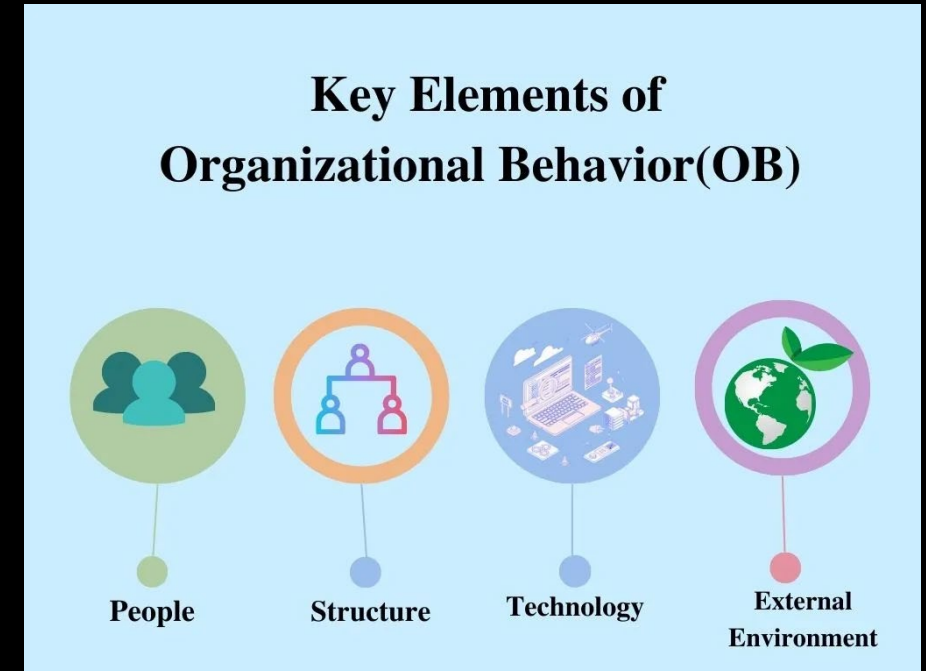 Key Elements of
Organizational Behavior(OB)
People
Structure
Technology
External
Environment